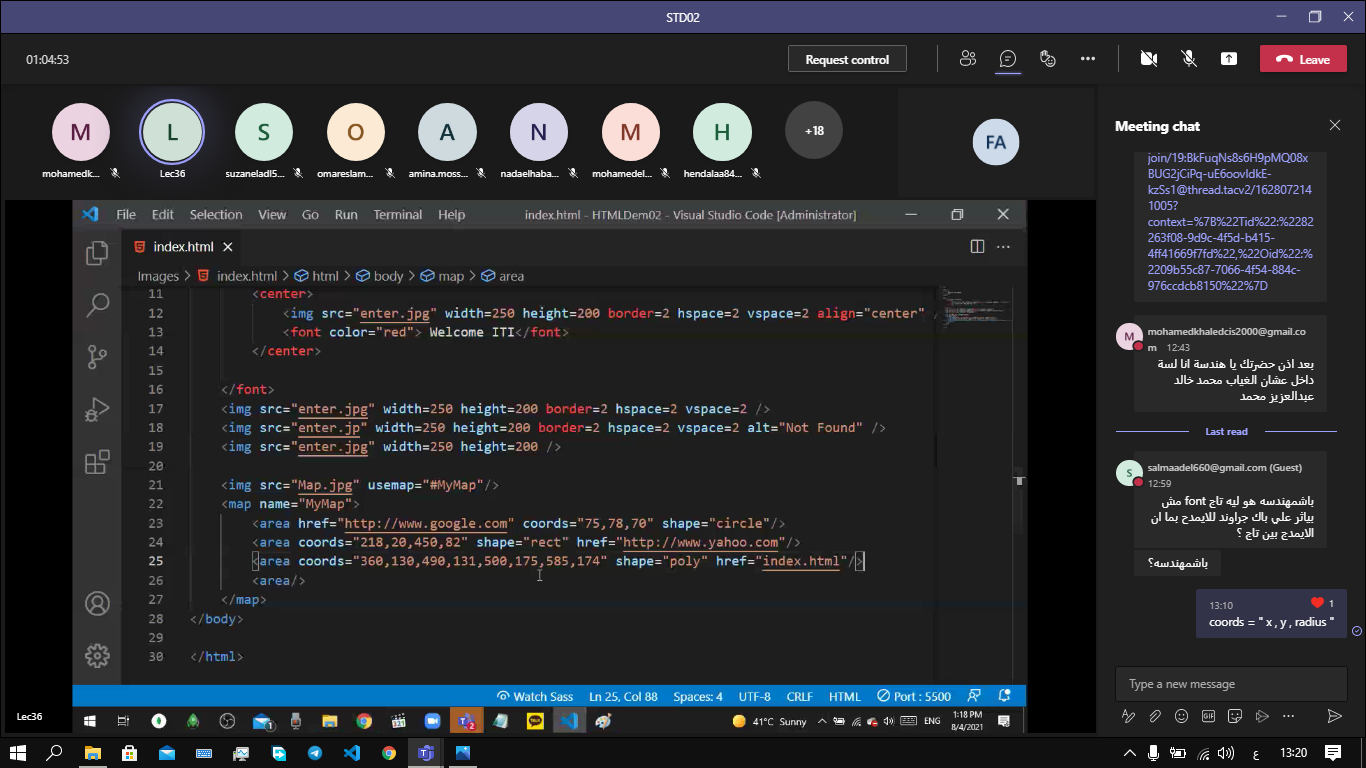 STD02
01:04:53
Request control
Leave
M
L
S
O
A
N
M
H
+18
FA
mohamedk...
Lec36
suzaneladl5...
omareslam...
amina.moss...
nadaelhaba...
mohamedel...
hendalaa84...
File Edit Selection View Go Run Terminal Help
index.html - HTMLDem02 - Visual Studio Code [Administrator]
index.html
Images > index.html > html > body > map > area
11 <center>
12 <img src="enter.jpg" width=250 height=200 border=2 hspace=2 vspace=2 align="center" /
13 <font color="red"> Welcome ITI</font>
14 </center>
15
16 </font>
17 <img src="enter.jpg" width=250 height=200 border=2 hspace=2 vspace=2 />
18 <img src="enter.jp" width=250 height=200 border=2 hspace=2 vspace=2 alt="Not Found" />
19 <img src="enter.jpg" width=250 height=200 />
20
21 <img src="Map.jpg" usemap="#MyMap"/>
22 <map name="MyMap">
23 <area href="http://www.google.com" coords="75,78,70" shape="circle"/>
24 <area coords="218,20,450,82" shape="rect" href="http://www.yahoo.com"/>
25 <area coords="360,130,490,131,500,175,585,174" shape="poly" href="index.html"/>
26 <area/>
27 </map>
28 </body>
29
30 </html>
Watch Sass Ln 25, Col 88 Spaces: 4 UTF-8 CRLF HTML Port : 5500
Lec36
41°C Sunny
ENG
1:18 PM
8/4/2021
Meeting chat
join/19:BkFuqNs8s6H9pMQ08x
BUG2jCiPq-uE6oovIdkE-
kzSs1@thread.tacv2/162807214
1005?
context=%7B%22Tid%22:%2282
263f08-9d9c-4f5d-b415-
4ff41669f7fd%22,%22Oid%22:%
2209b55c87-7066-4f54-884c-
976ccdcb8150%22%7D
M
mohamedkhaledcis2000@gmail.co
m 12:43
بعد اذن حضرتك يا هندسة انا لسة
داخل عشان الغياب محمد خالد
عبدالعزيز محمد
Last read
S
salmaadel660@gmail.com (Guest)
12:59
باشمهندسه هو ليه تاج font مش
بياثر علي باك جراوند للايمدج بما ان
الايمدج بين تاج ؟
باشمهندسه؟
13:10
1
coords = " x , y , radius "
Type a new message
GIF
ع
13:20